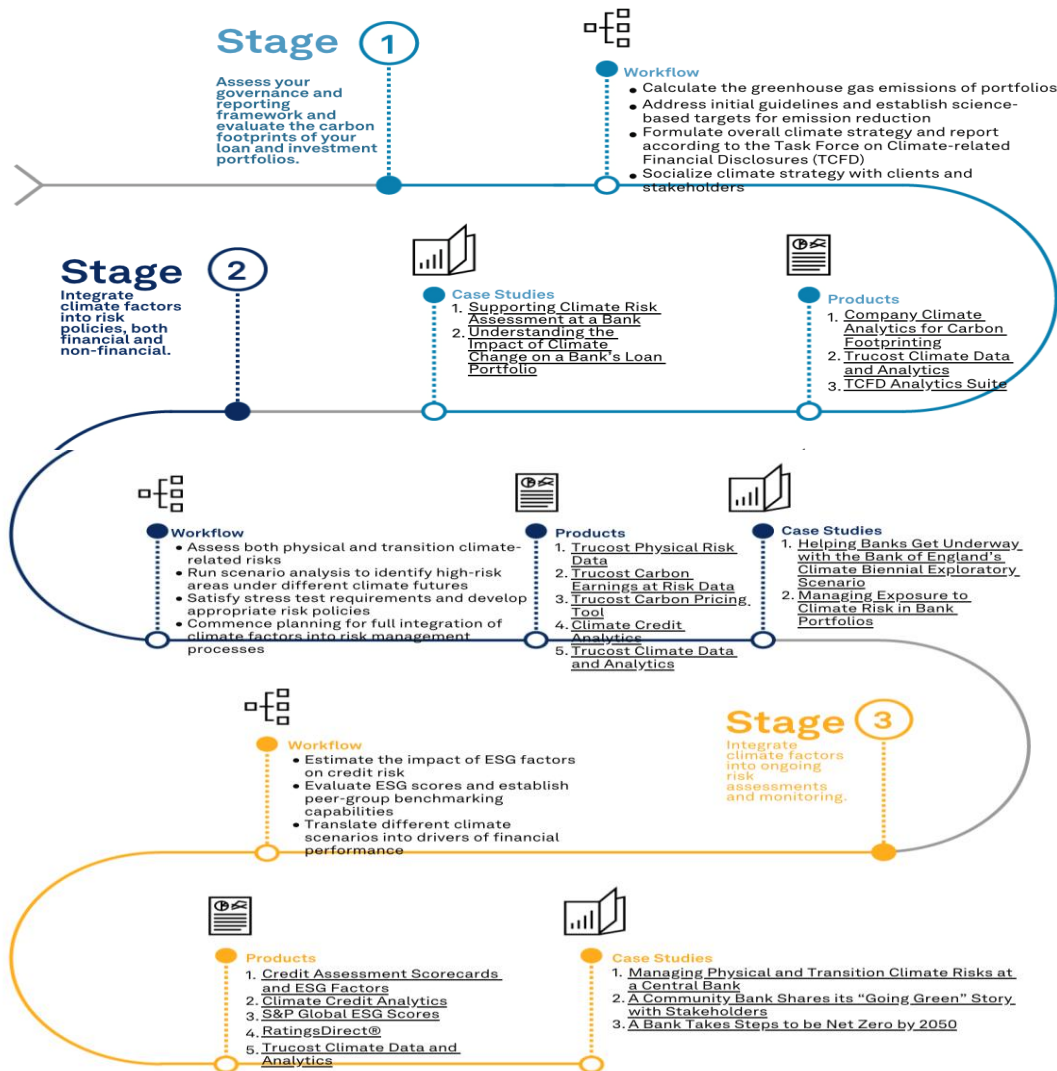 Stage 1
Assess your
governance and
reporting
framework and
evaluate the carbon
footprints of your
loan and investment
portfolios.
Workflow
• Calculate the greenhouse gas emissions of portfolios
• Address initial guidelines and establish science-
based targets for emission reduction
• Formulate overall climate strategy and report
according to the Task Force on Climate-related
Financial Disclosures (TCFD)
• Socialize climate strategy with clients and
stakeholders
Stage 2
Integrate
climate factors
into risk
policies, both
financial and
non-financial.
Case Studies
1. Supporting Climate Risk
Assessment at a Bank
2. Understanding the
Impact of Climate
Change on a Bank's Loan
Portfolio
Products
1. Company Climate
Analytics for Carbon
Footprinting
2. Trucost Climate Data
and Analytics
3. TCFD Analytics Suite
Workflow
• Assess both physical and transition climate-
related risks
• Run scenario analysis to identify high-risk
areas under different climate futures
• Satisfy stress test requirements and develop
appropriate risk policies
• Commence planning for full integration of
climate factors into risk management
processes
Products
1. Trucost Physical Risk
Data
2. Trucost Carbon
Earnings at Risk Data
3. Trucost Carbon Pricing
Tool
4. Climate Credit
Analytics
5. Trucost Climate Data
and Analytics
Case Studies
1. Helping Banks Get Underway
with the Bank of England's
Climate Biennial Exploratory
Scenario
2. Managing Exposure to
Climate Risk in Bank
Portfolios
Stage 3
Integrate
climate factors
into ongoing
risk
assessments
and monitoring.
Workflow
• Estimate the impact of ESG factors
on credit risk
• Evaluate ESG scores and establish
peer-group benchmarking
capabilities
• Translate different climate
scenarios into drivers of financial
performance
Products
1. Credit Assessment Scorecards
and ESG Factors
2. Climate Credit Analytics
3. S&P Global ESG Scores
4. RatingsDirect®
5. Trucost Climate Data and
Analytics
Case Studies
1. Managing Physical and Transition Climate Risks at
a Central Bank
2. A Community Bank Shares its “Going Green” Story
with Stakeholders
3. A Bank Takes Steps to be Net Zero by 2050